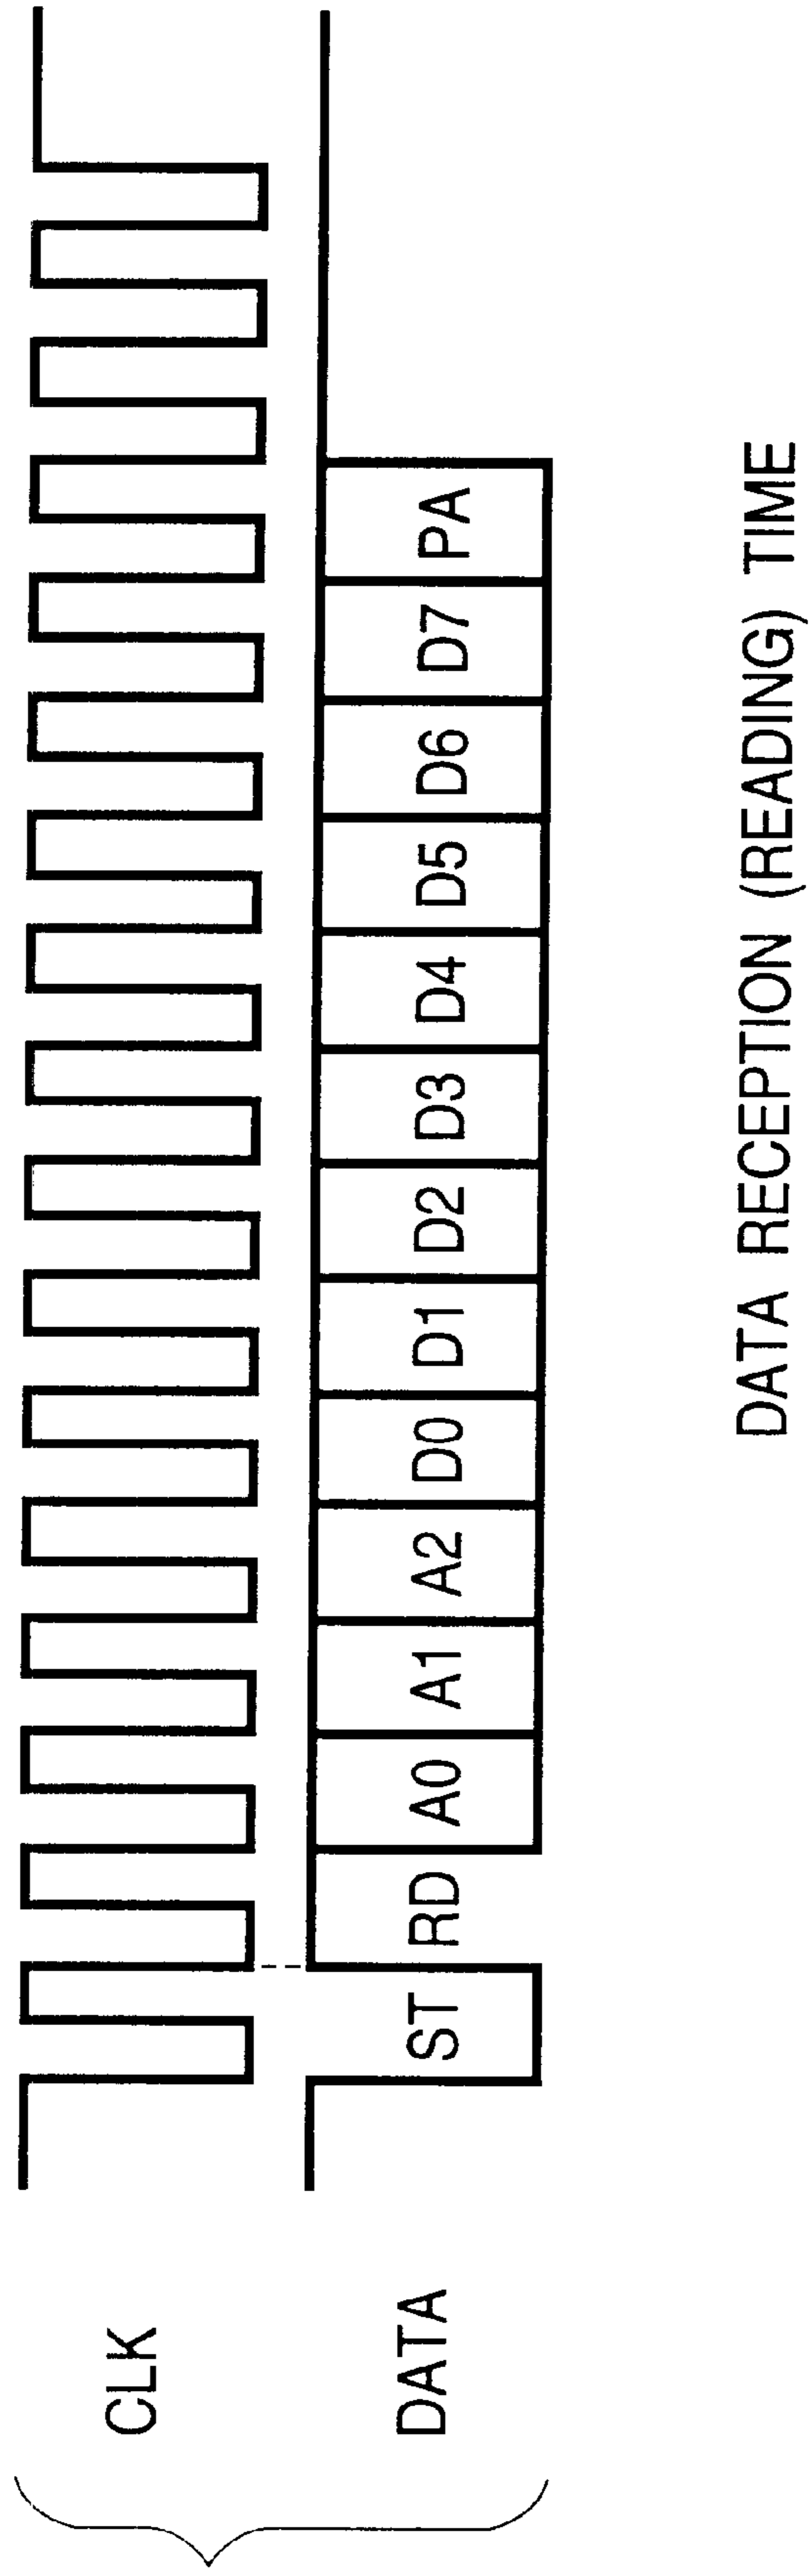 CLK
DATA
ST RD A0 A1 A2 D0 D1 D2 D3 D4 D5 D6 D7 PA
DATA RECEPTION (READING) TIME